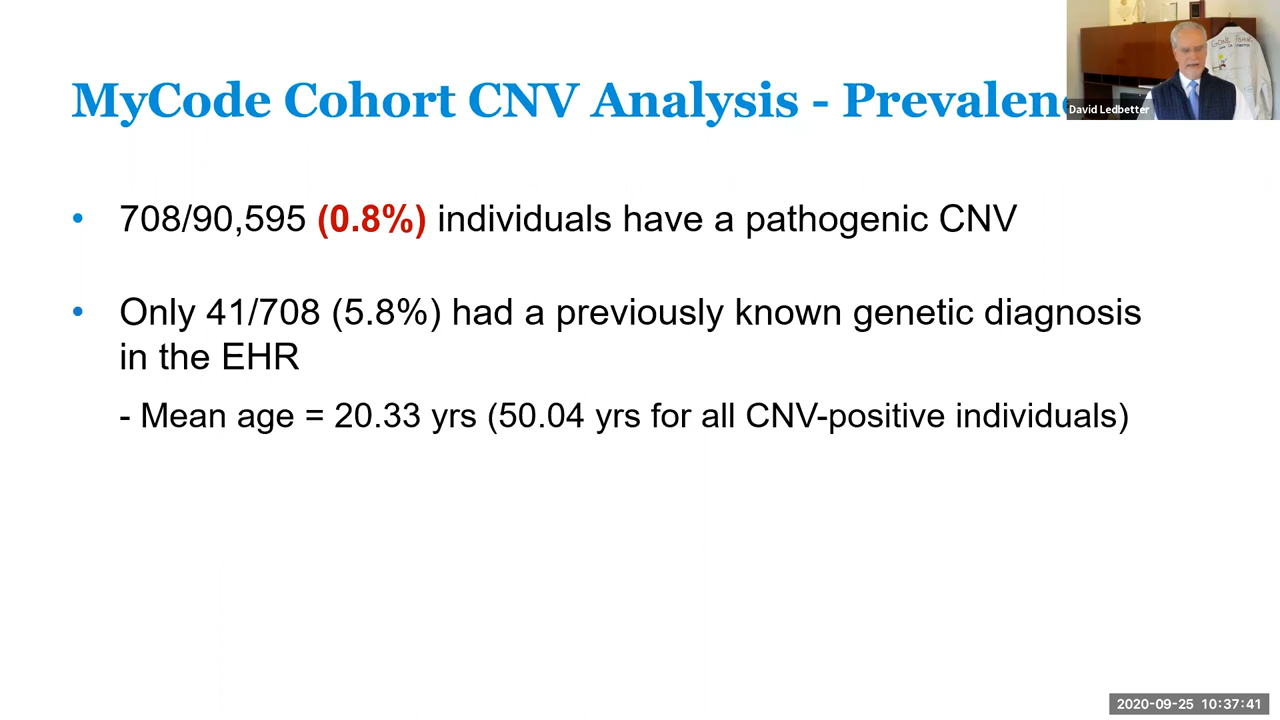 MyCode Cohort CNV Analysis - Prevalen
David Ledbetter
• 708/90,595 (0.8%) individuals have a pathogenic CNV
• Only 41/708 (5.8%) had a previously known genetic diagnosis
in the EHR
- Mean age = 20.33 yrs (50.04 yrs for all CNV-positive individuals)
2020-09-25 10:37:41